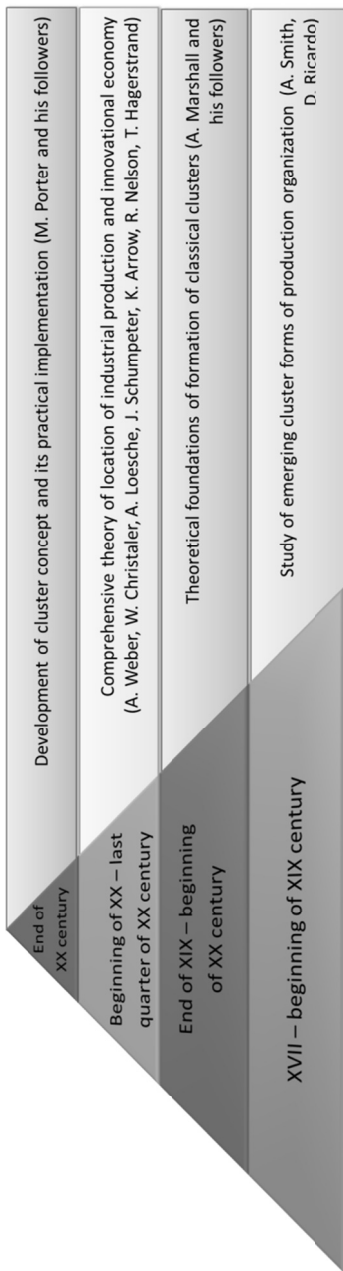 End of
XX century
Development of cluster concept and its practical implementation (M. Porter and his followers)
Beginning of XX – last
quarter of XX century
Comprehensive theory of location of industrial production and innovational economy
(A. Weber, W. Christaler, A. Loesche, J. Schumpeter, K. Arrow, R. Nelson, T. Hagerstrand)
End of XIX – beginning
of XX century
Theoretical foundations of formation of classical clusters (A. Marshall and
his followers)
XVII – beginning of XIX century
Study of emerging cluster forms of production organization (A. Smith,
D. Ricardo)